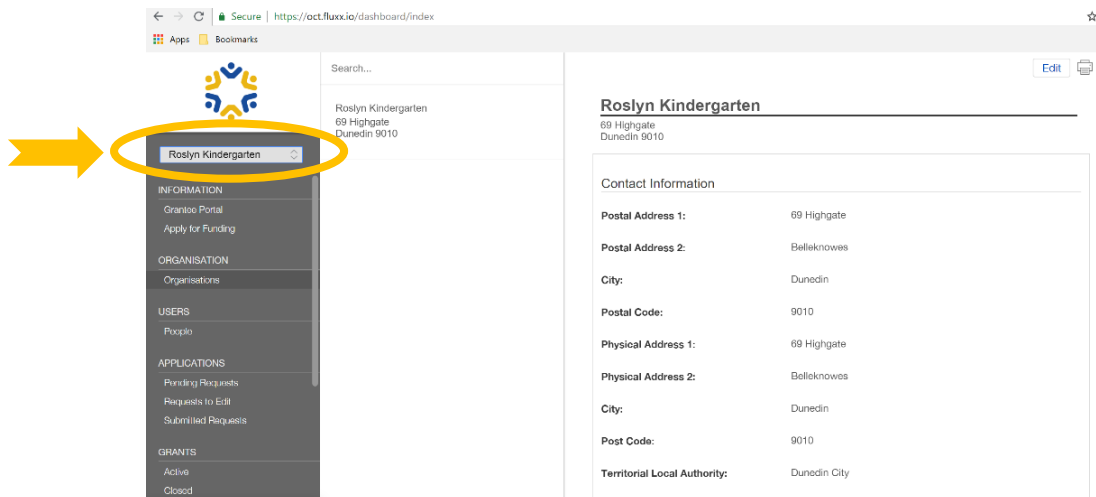 Secure | https://oct.fluxx.io/dashboard/index
Apps Bookmarks
Roslyn Kindergarten
INFORMATION
Grantee Portal
Apply for Funding
ORGANISATION
Organisations
USERS
People
APPLICATIONS
Pending Requests
Requests to Edit
Submitted Requests
GRANTS
Active
Closed
Search...
Roslyn Kindergarten
69 Highgate
Dunedin 9010
Edit
Roslyn Kindergarten
69 Highgate
Dunedin 9010
Contact Information
Postal Address 1: 69 Highgate
Postal Address 2: Belleknowes
City: Dunedin
Postal Code: 9010
Physical Address 1: 69 Highgate
Physical Address 2: Belleknowes
City: Dunedin
Post Code: 9010
Territorial Local Authority: Dunedin City